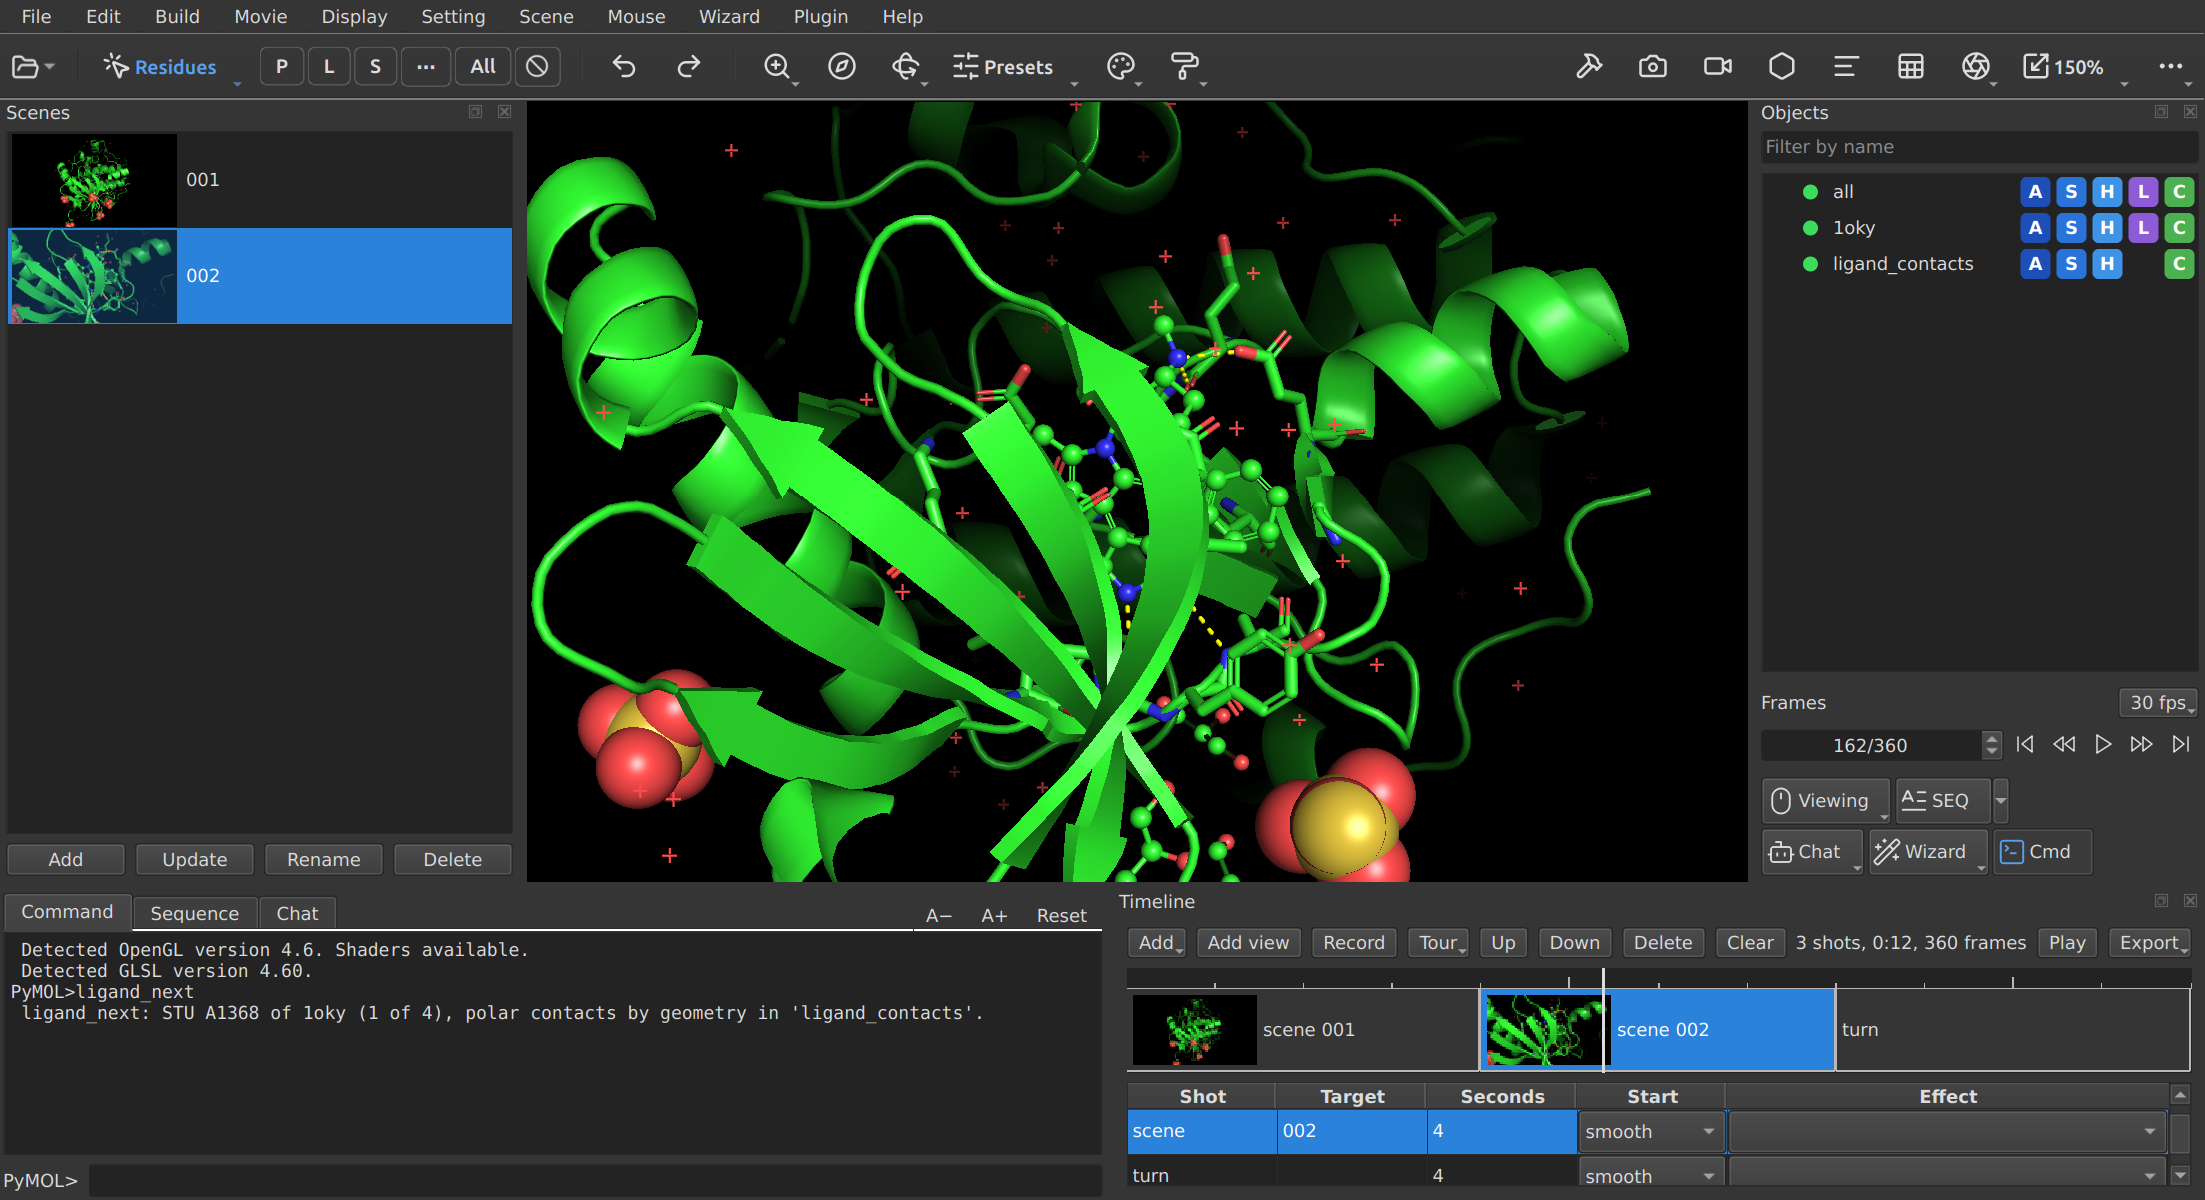 File Edit Build Movie Display Setting Scene Mouse Wizard Plugin Help
Residues P L S ... All Presets 150% ...
Scenes
001
002
Add Update Rename Delete
Objects
Filter by name
all A S H L C
1oky A S H L C
ligand_contacts A S H C
Frames 30 fps
162/360
Viewing A SEQ
Chat Wizard Cmd
Command Sequence Chat A− A+ Reset
Detected OpenGL version 4.6. Shaders available.
Detected GLSL version 4.60.
PyMOL>ligand_next
ligand_next: STU A1368 of 1oky (1 of 4), polar contacts by geometry in 'ligand_contacts'.
PyMOL>
Timeline
Add Add view Record Tour Up Down Delete Clear 3 shots, 0:12, 360 frames Play Export
scene 001 scene 002 turn
Shot Target Seconds Start Effect
scene 002 4 smooth
turn 4 smooth